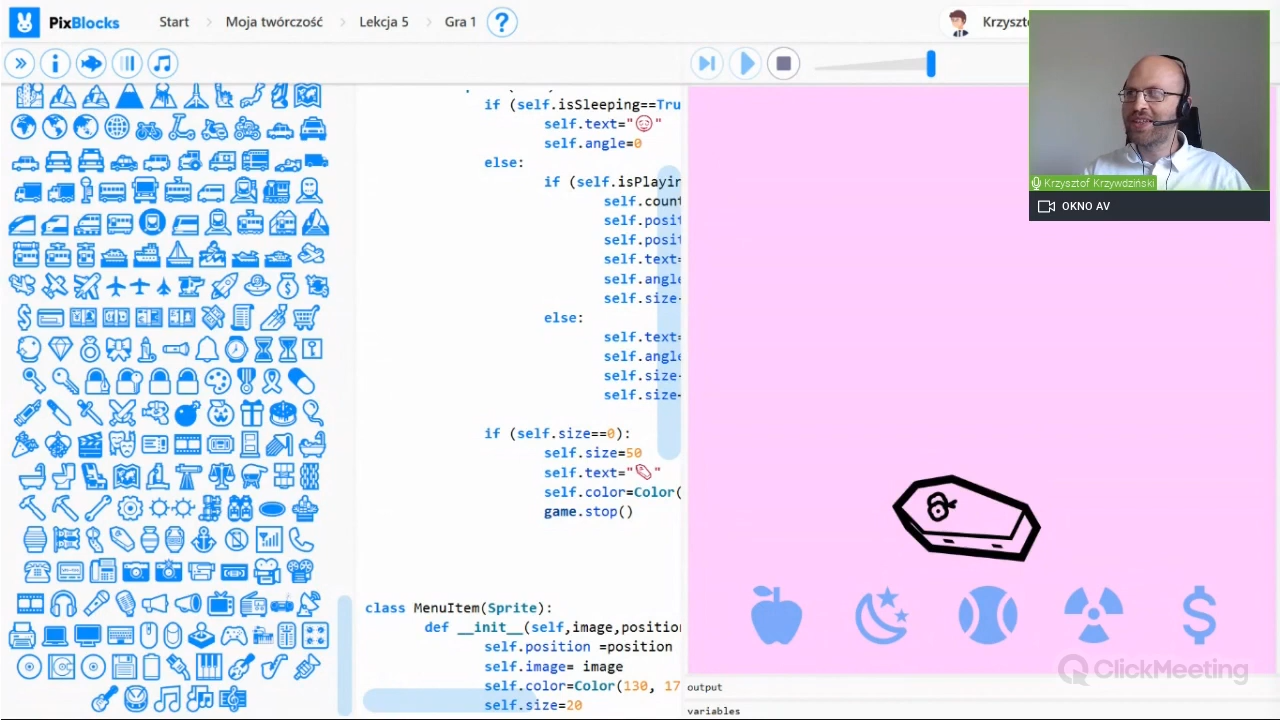 PixBlocks
Start
Moja twórczość
Lekcja 5
Gra 1
?
Krzyszto
Krzysztof Krzywdziński
OKNO AV
if (self.isSleeping==Tru
self.text="
"
self.angle=0
else:
if (self.isPlayin
self.count
self.posit
self.posit
self.text=
self.angle
self.size-
else:
self.text=
self.angle
self.size-
self.size-
if (self.size==0):
self.size=50
self.text="
"
self.color=Color(
game.stop()
class MenuItem(Sprite):
def __init__(self,image,position
self.position =position
self.image= image
self.color=Color(130, 17
self.size=20
ClickMeeting
output
variables